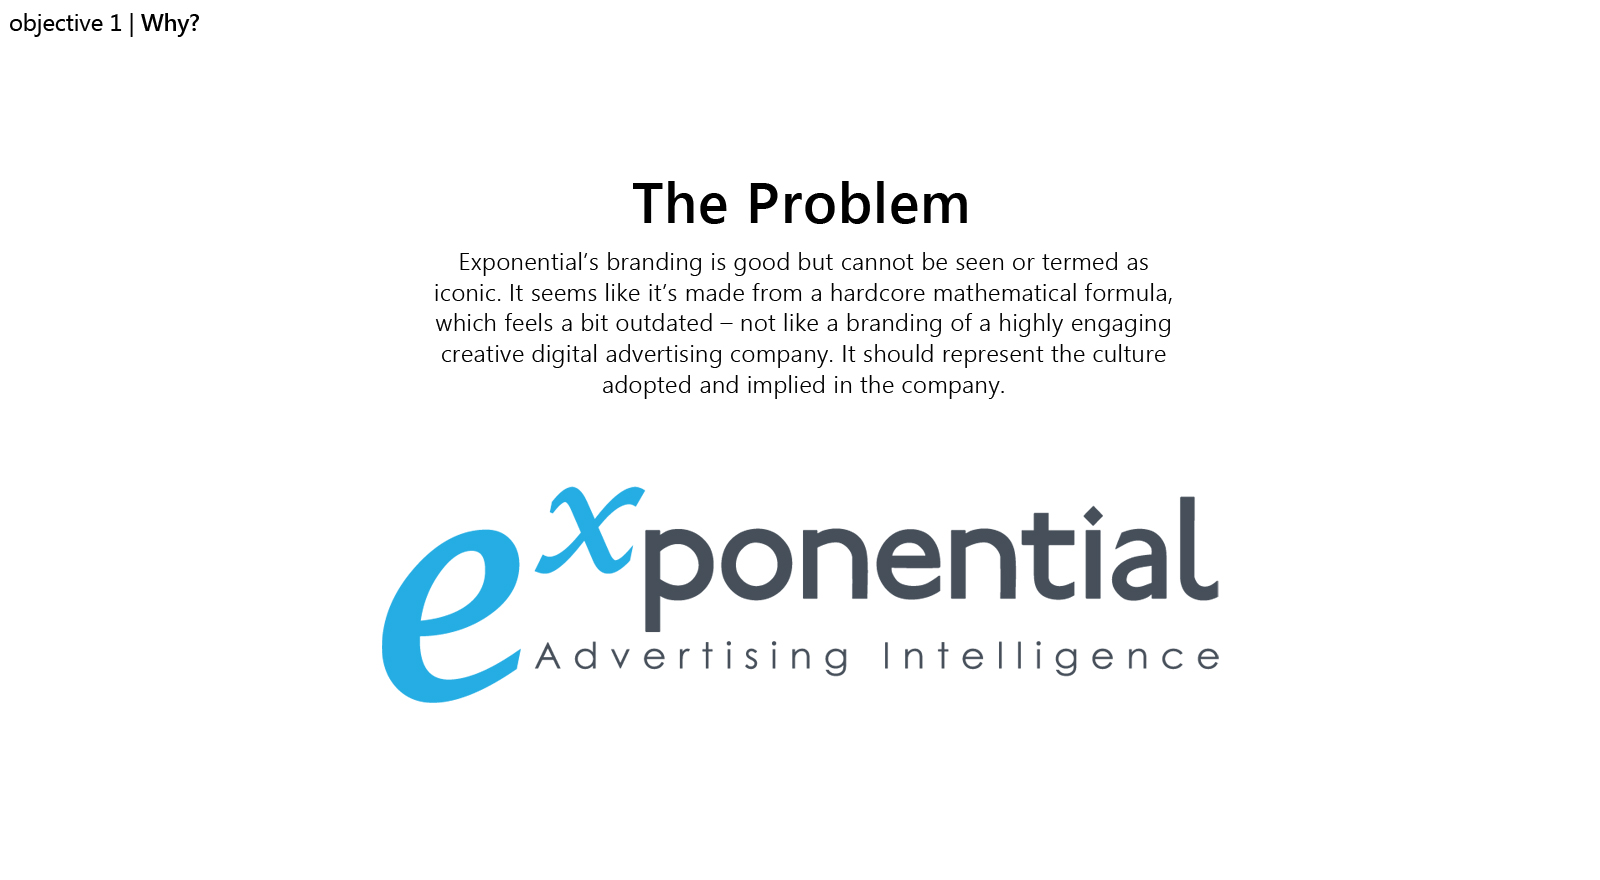 objective 1 | Why?
The Problem
Exponential’s branding is good but cannot be seen or termed as
iconic. It seems like it’s made from a hardcore mathematical formula,
which feels a bit outdated – not like a branding of a highly engaging
creative digital advertising company. It should represent the culture
adopted and implied in the company.
exponential
Advertising Intelligence